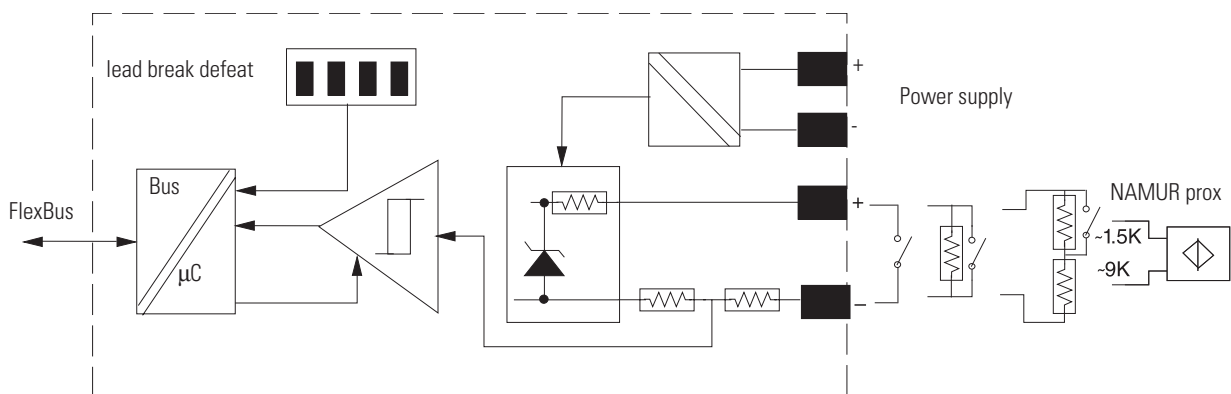 lead break defeat
+
Power supply
-
Bus
+
NAMUR prox
FlexBus
~1.5K
µC
~9K
–